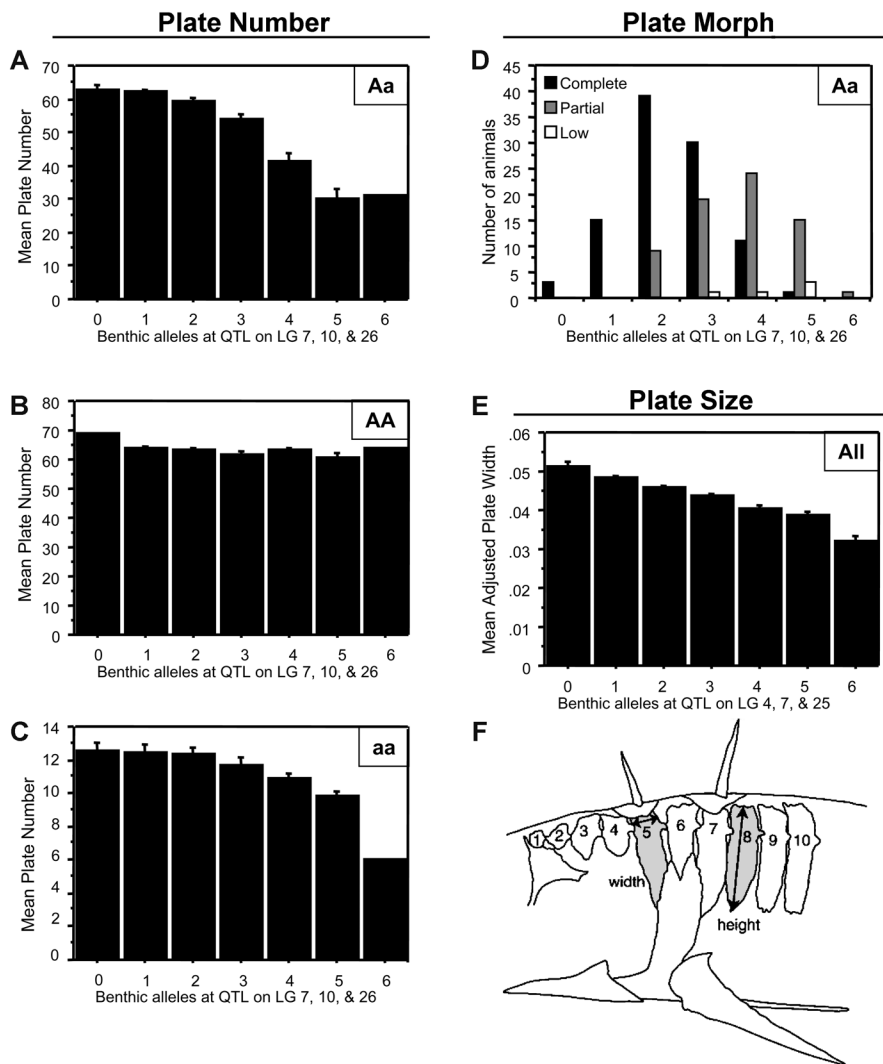 Plate Number
Plate Morph
A
Aa
Mean Plate Number
70
60
50
40
30
20
10
0
0 1 2 3 4 5 6
Benthic alleles at QTL on LG 7, 10, & 26
D
Aa
Complete
Partial
Low
Number of animals
45
40
35
30
25
20
15
10
5
0
0 1 2 3 4 5 6
Benthic alleles at QTL on LG 7, 10, & 26
B
AA
Mean Plate Number
80
70
60
50
40
30
20
10
0
0 1 2 3 4 5 6
Benthic alleles at QTL on LG 7, 10, & 26
Plate Size
E
All
Mean Adjusted Plate Width
.06
.05
.04
.03
.02
.01
0
0 1 2 3 4 5 6
Benthic alleles at QTL on LG 4, 7, & 25
C
aa
Mean Plate Number
14
12
10
8
6
4
2
0
0 1 2 3 4 5 6
Benthic alleles at QTL on LG 7, 10, & 26
F
1 2 3 4 5 6 7 8 9 10
width
height